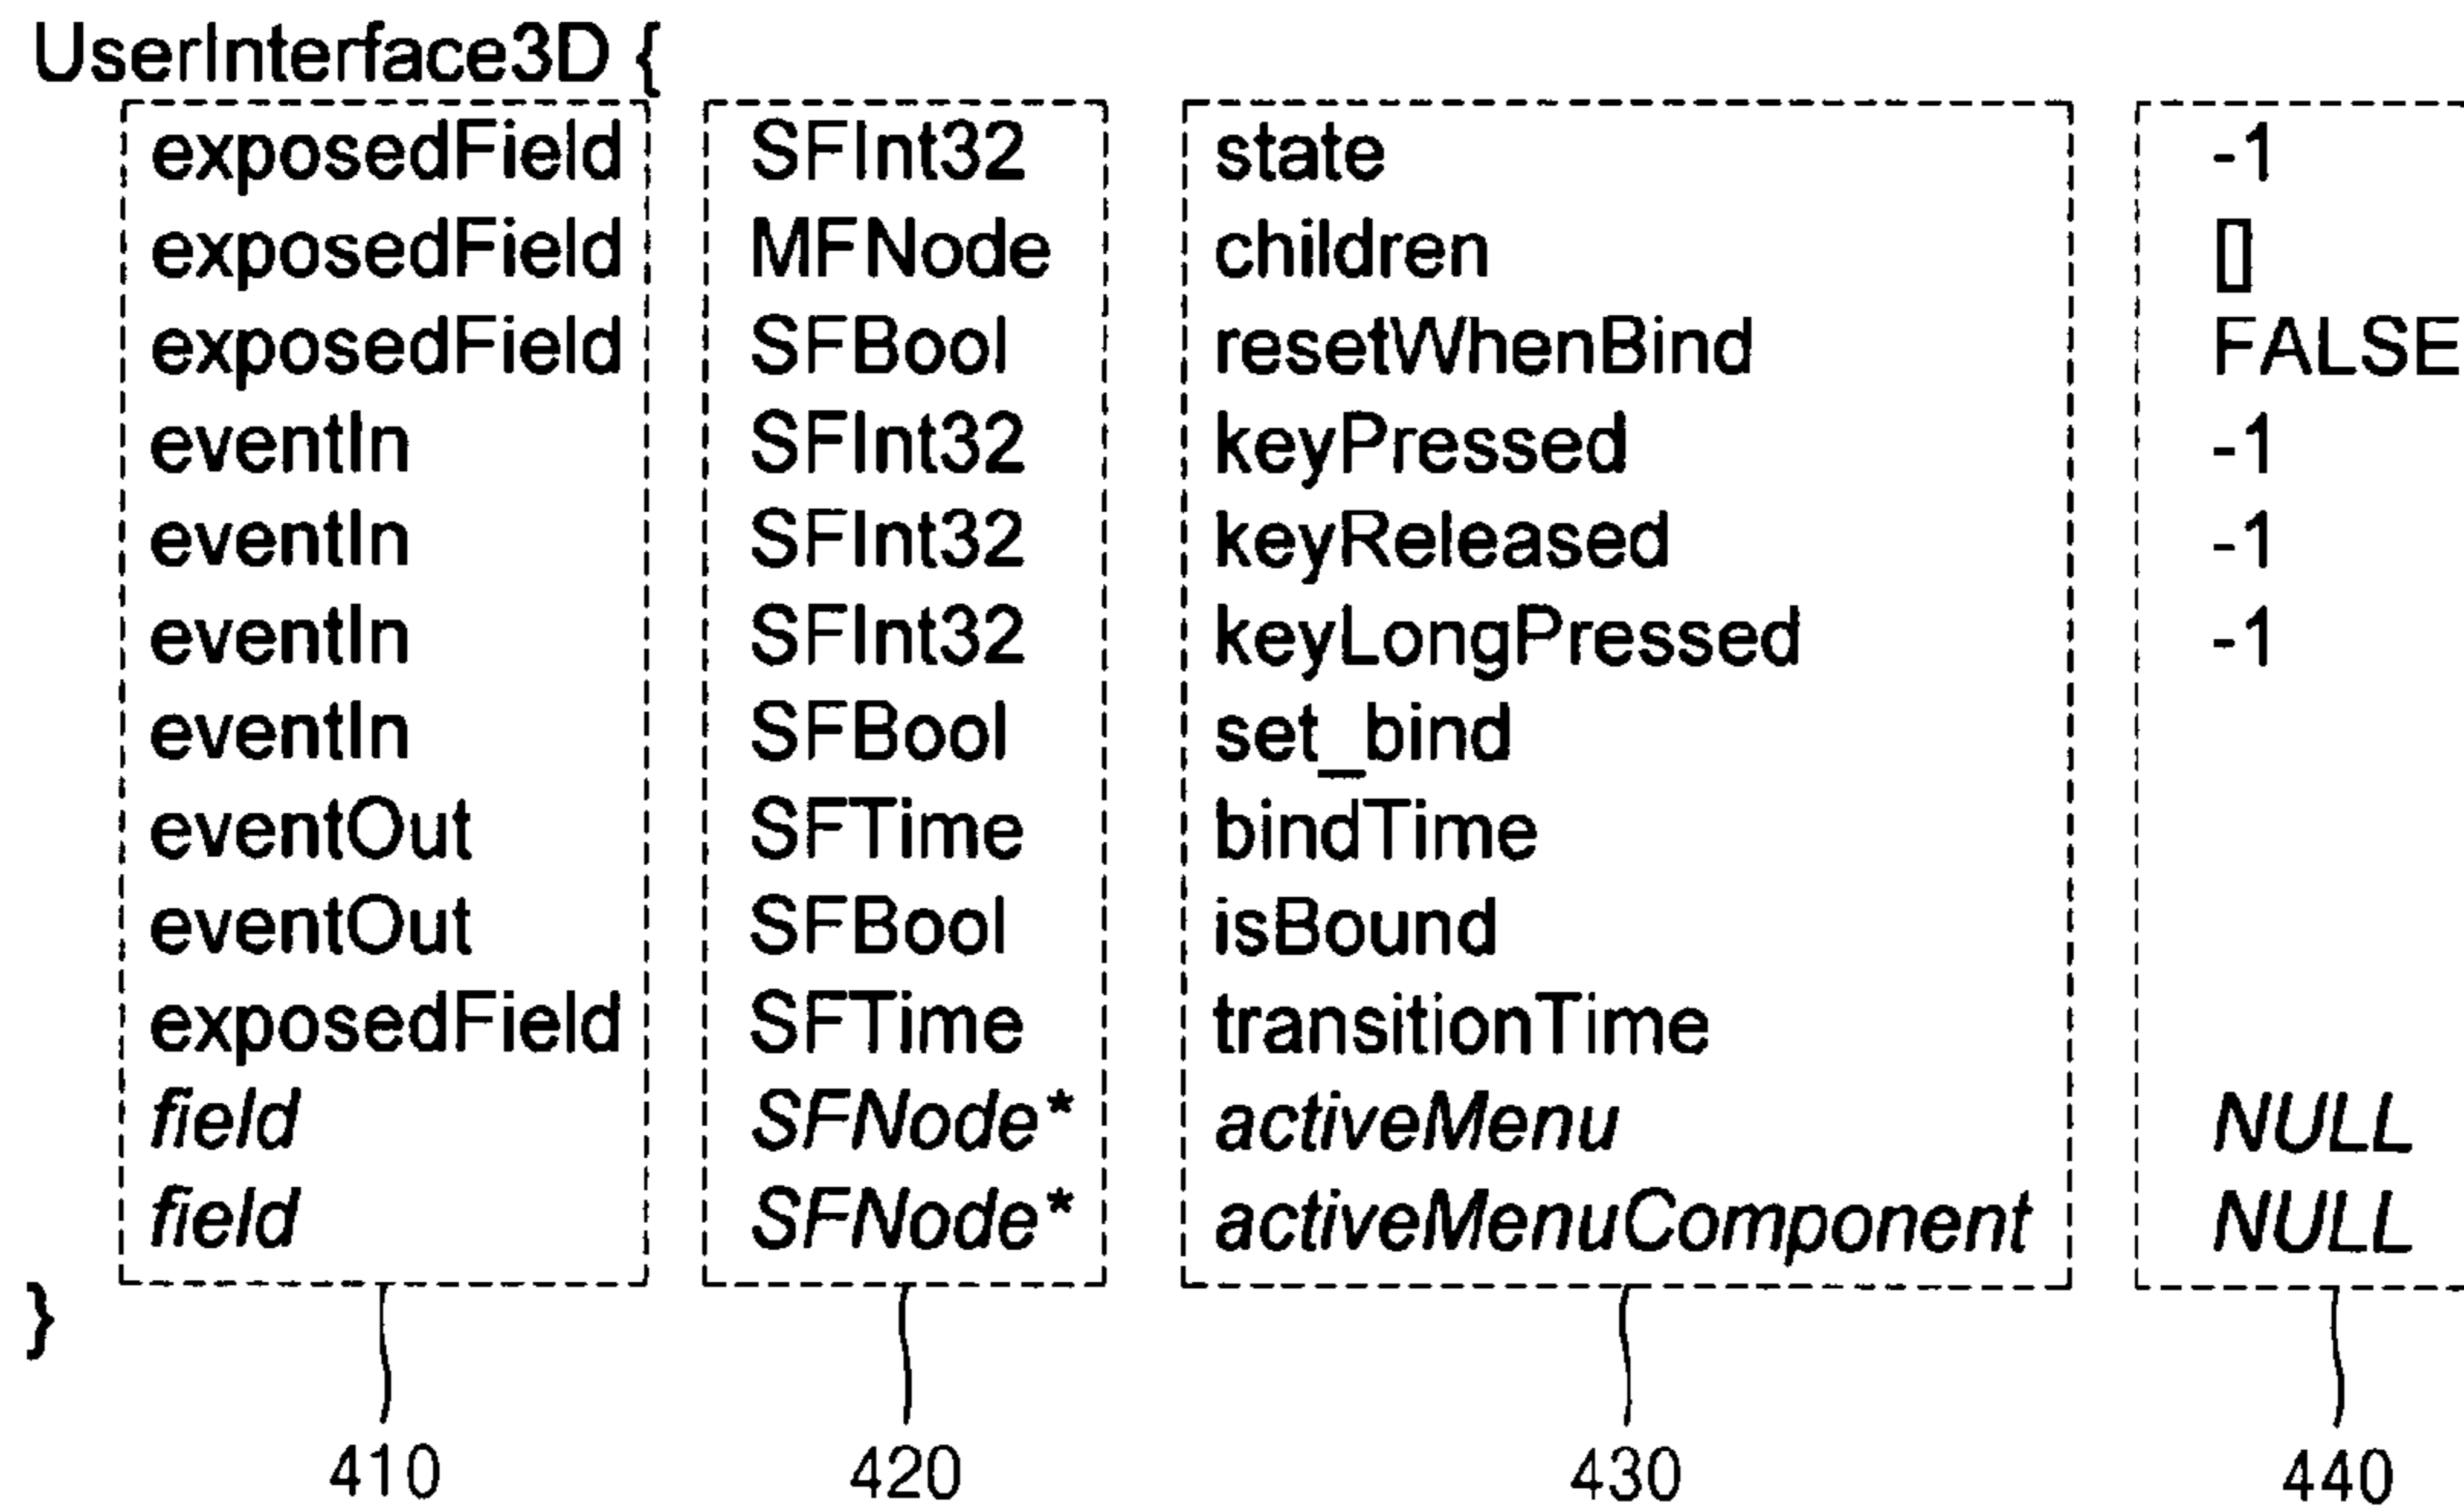 UserInterface3D {
exposedField SFInt32 state -1
exposedField MFNode children []
exposedField SFBool resetWhenBind FALSE
eventIn SFInt32 keyPressed -1
eventIn SFInt32 keyReleased -1
eventIn SFInt32 keyLongPressed -1
eventIn SFBool set_bind
eventOut SFTime bindTime
eventOut SFBool isBound
exposedField SFTime transitionTime
field SFNode* activeMenu NULL
field SFNode* activeMenuComponent NULL
}
410 420 430 440